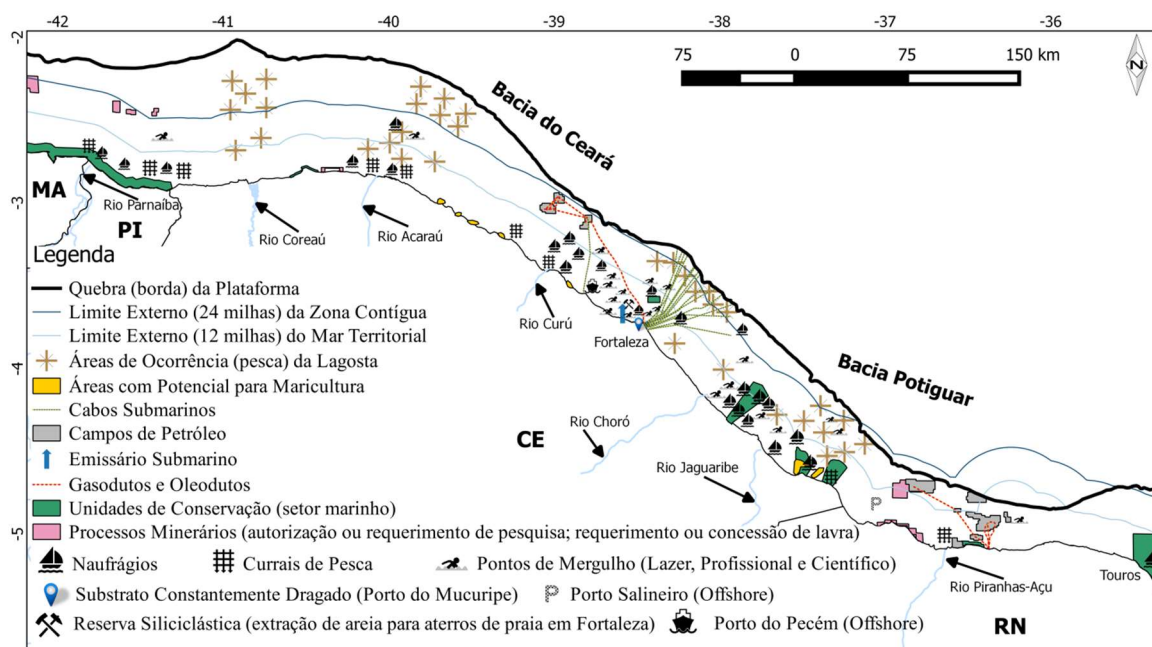 -42 -41 -40 -39 -38 -37 -36
-2
75 0 75 150 km
N
Bacia do Ceará
MA
Rio Parnaíba
PI
-3
Rio Coreaú
Rio Acaraú
Legenda
Quebra (borda) da Plataforma
Limite Externo (24 milhas) da Zona Contígua
Rio Curú
Limite Externo (12 milhas) do Mar Territorial
Fortaleza
Áreas de Ocorrência (pesca) da Lagosta
-4
Bacia Potiguar
Áreas com Potencial para Maricultura
Cabos Submarinos
Rio Choró
Campos de Petróleo
CE
Emissário Submarino
Rio Jaguaribe
Gasodutos e Oleodutos
Unidades de Conservação (setor marinho)
P
-5
Processos Minerários (autorização ou requerimento de pesquisa; requerimento ou concessão de lavra)
Naufrágios
Currais de Pesca
Pontos de Mergulho (Lazer, Profissional e Científico)
Touros
Rio Piranhas-Açu
Substrato Constantemente Dragado (Porto do Mucuripe)
P Porto Salineiro (Offshore)
Reserva Siliciclástica (extração de areia para aterros de praia em Fortaleza)
Porto do Pecém (Offshore)
RN